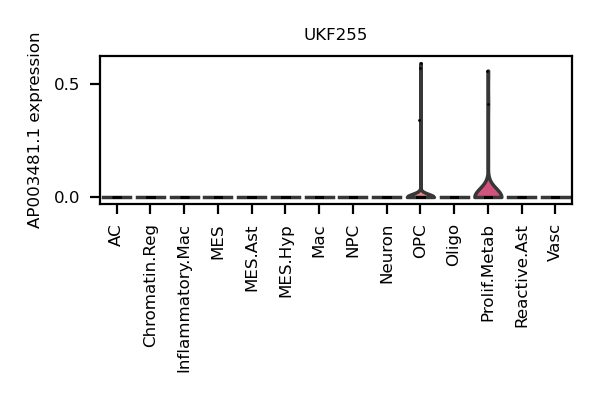 UKF255
AP003481.1 expression
0.5
0.0
AC
Chromatin.Reg
Inflammatory.Mac
MES
MES.Ast
MES.Hyp
Mac
NPC
Neuron
OPC
Oligo
Prolif.Metab
Reactive.Ast
Vasc